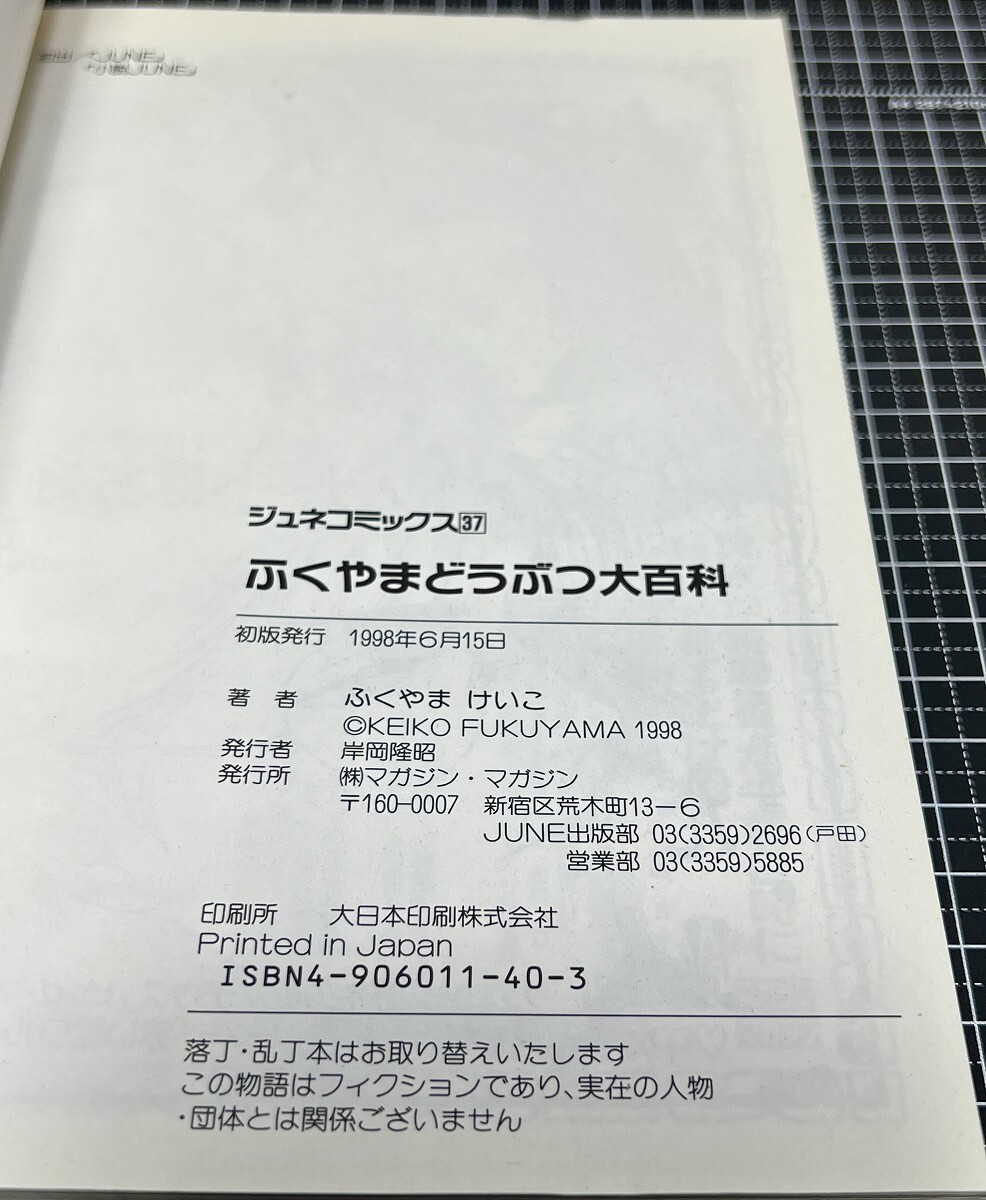 ジュネコミックス37
ふくやまどうぶつ大百科
初版発行 1998年6月15日
著 者 ふくやま けいこ
©KEIKO FUKUYAMA 1998
発行者 岸岡隆昭
発行所 ㈱マガジン・マガジン
〒160-0007 新宿区荒木町13-6
JUNE出版部 03(3359)2696(戸田)
営業部 03(3359)5885
印刷所 大日本印刷株式会社
Printed in Japan
ISBN4-906011-40-3
落丁・乱丁本はお取り替えいたします
この物語はフィクションであり、実在の人物
・団体とは関係ございません